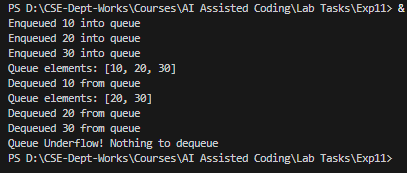 PS D:\CSE-Dept-Works\Courses\AI Assisted Coding\Lab Tasks\Exp11> &
Enqueued 10 into queue
Enqueued 20 into queue
Enqueued 30 into queue
Queue elements: [10, 20, 30]
Dequeued 10 from queue
Queue elements: [20, 30]
Dequeued 20 from queue
Dequeued 30 from queue
Queue Underflow! Nothing to dequeue
PS D:\CSE-Dept-Works\Courses\AI Assisted Coding\Lab Tasks\Exp11>